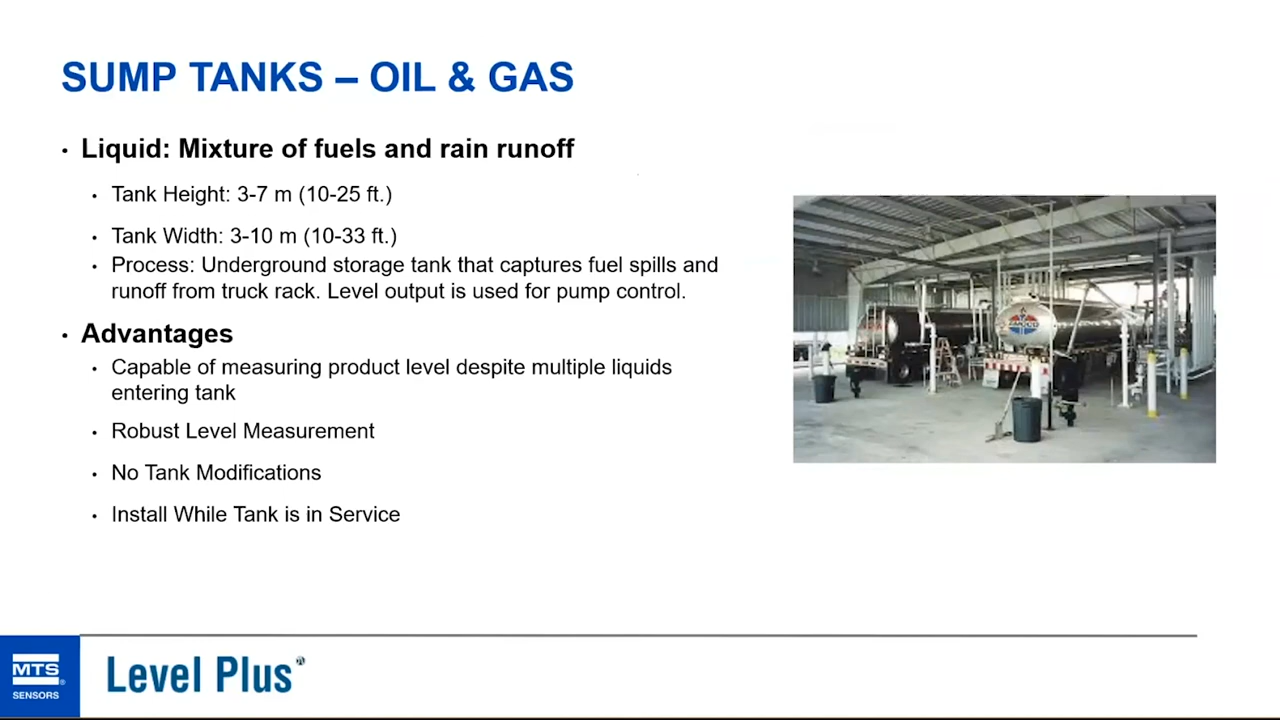 SUMP TANKS – OIL & GAS
• Liquid: Mixture of fuels and rain runoff
• Tank Height: 3-7 m (10-25 ft.)
• Tank Width: 3-10 m (10-33 ft.)
• Process: Underground storage tank that captures fuel spills and
runoff from truck rack. Level output is used for pump control.
• Advantages
• Capable of measuring product level despite multiple liquids
entering tank
• Robust Level Measurement
• No Tank Modifications
• Install While Tank is in Service
MTS
SENSORS
Level Plus®